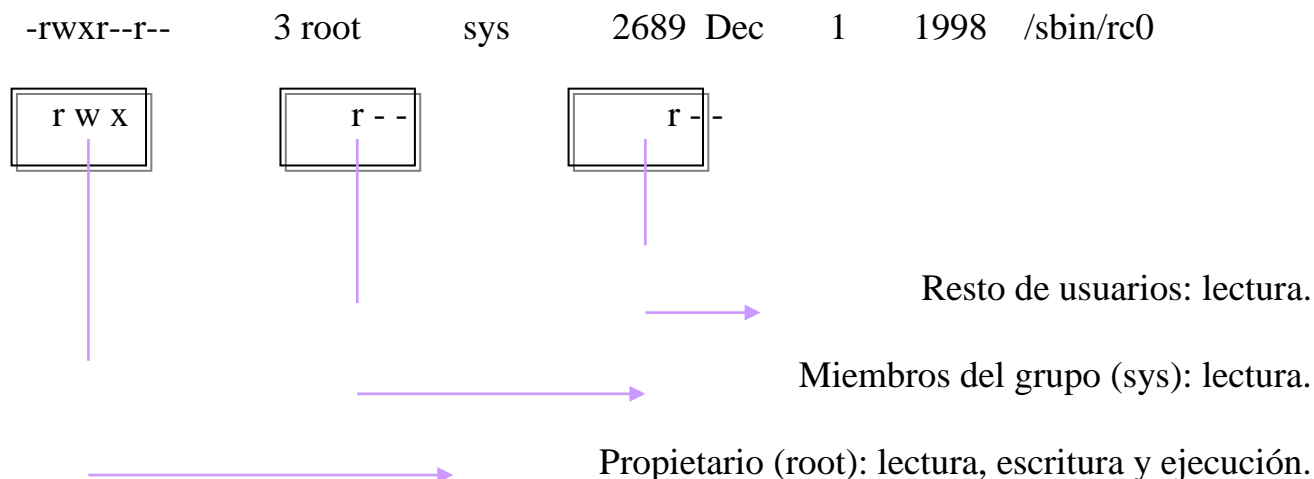 -rwxr--r-- 3 root sys 2689 Dec 1 1998 /sbin/rc0
r w x r - - r - -
Resto de usuarios: lectura.
Miembros del grupo (sys): lectura.
Propietario (root): lectura, escritura y ejecución.